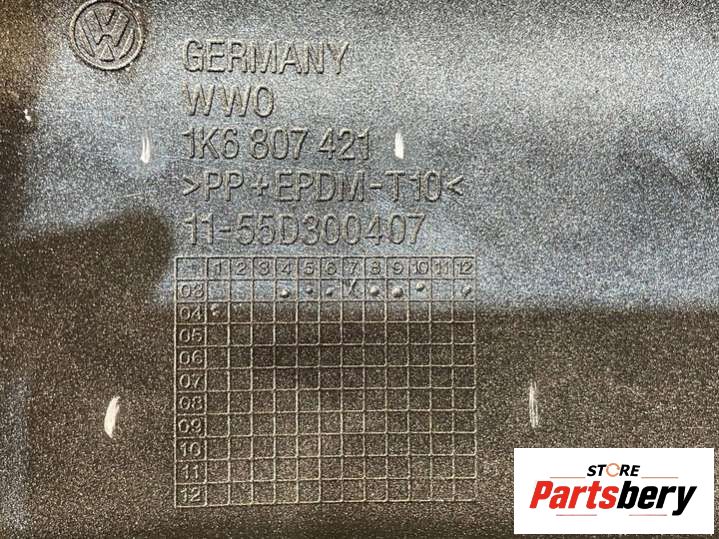 GERMANY
WWO
1K6 807 421
>PP+EPDM-T10<
11-55D300407
1 2 3 4 5 6 7 8 9 10 11 12
03 X
04
05
06
07
08
09
10
11
12
STORE
Partsbery